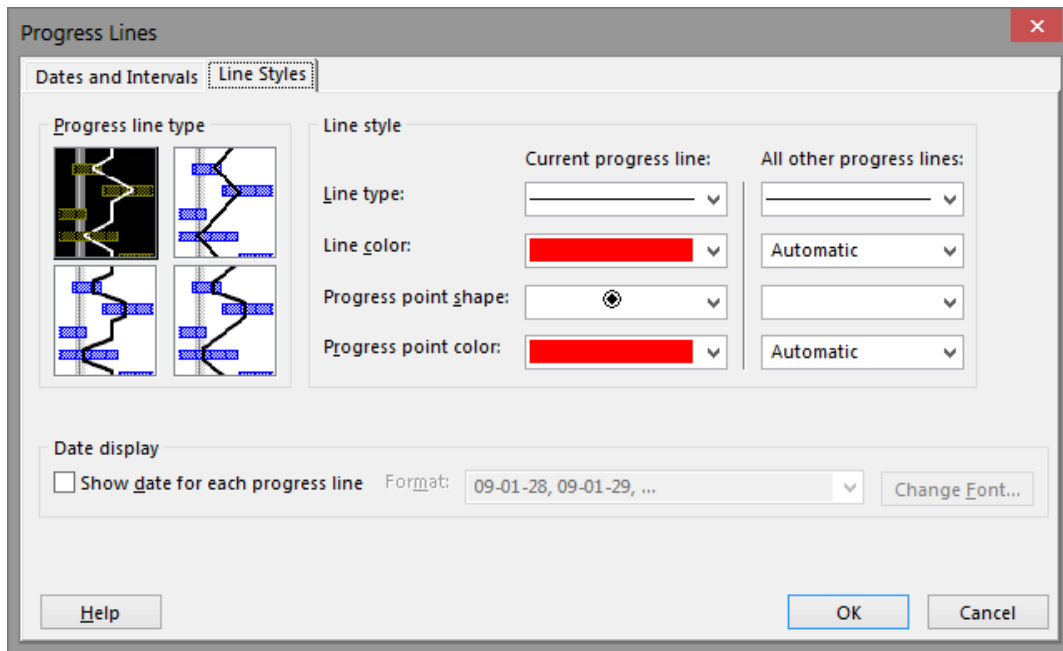 Progress Lines
Dates and Intervals
Line Styles
Progress line type
Line style
Current progress line:
All other progress lines:
Line type:
Line color:
Automatic
Progress point shape:
Progress point color:
Automatic
Date display
Show date for each progress line
Format:
09-01-28, 09-01-29, ...
Change Font...
Help
OK
Cancel